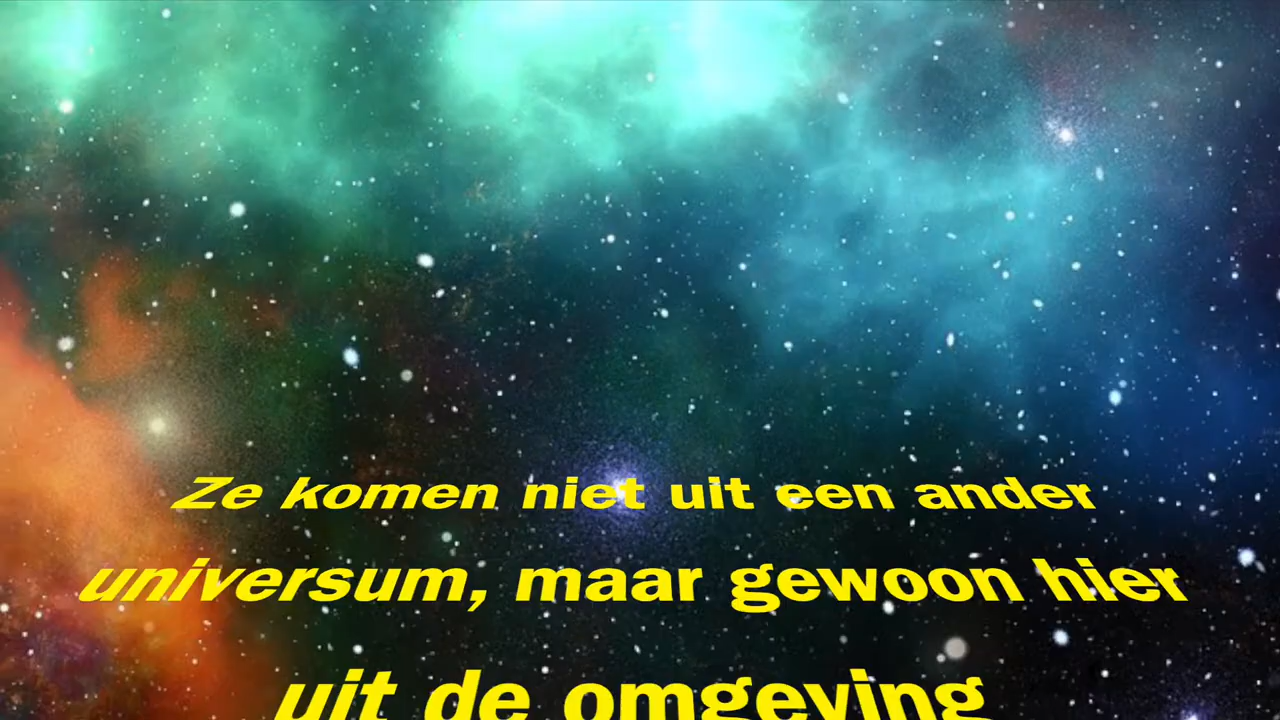 Ze komen niet uit een ander
universum, maar gewoon hier
uit de omgeving